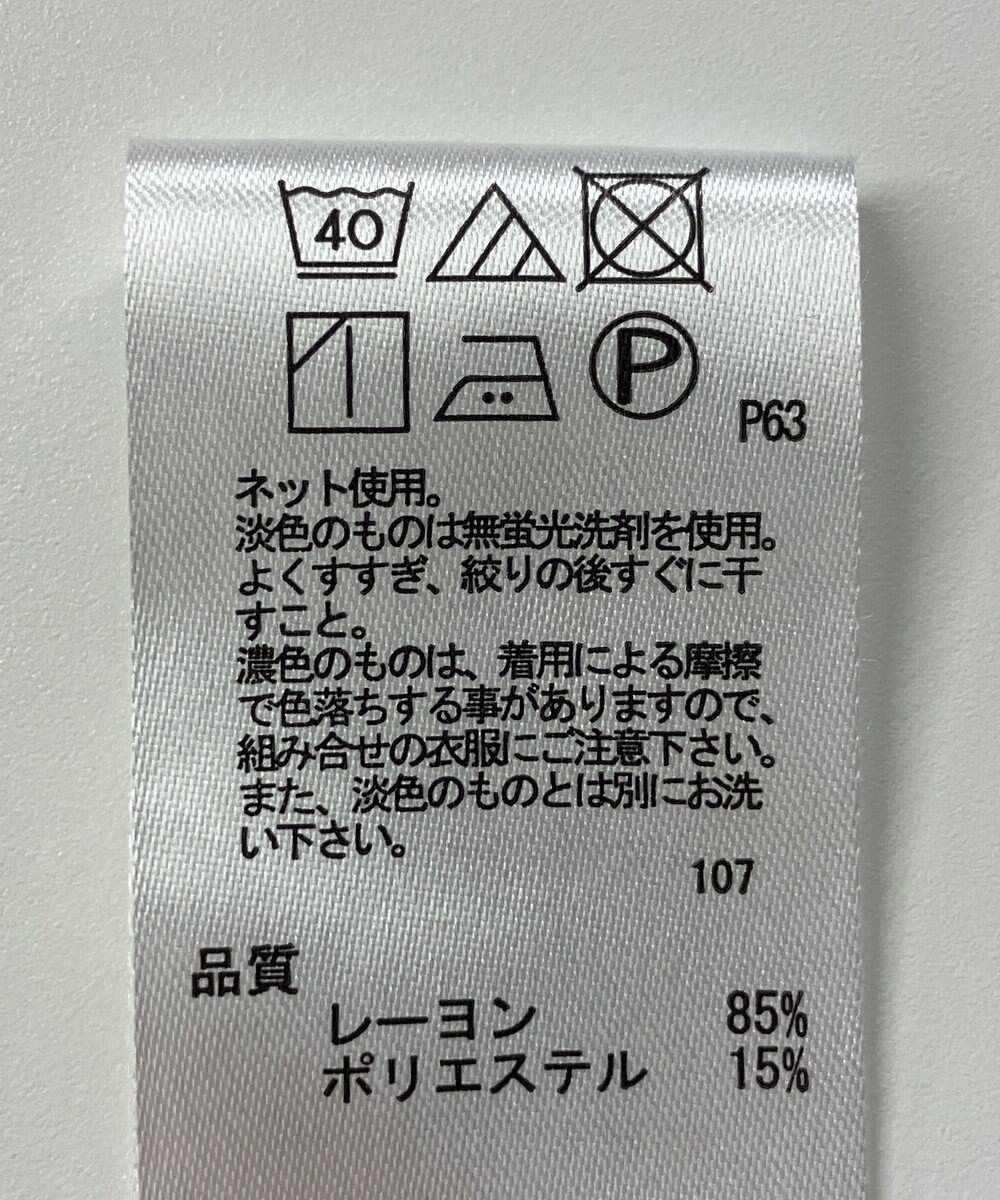 40
P
P63
ネット使用。
淡色のものは無蛍光洗剤を使用。
よくすすぎ、絞りの後すぐに干
すこと。
濃色のものは、着用による摩擦
で色落ちする事がありますので、
組み合せの衣服にご注意下さい。
また、淡色のものとは別にお洗
い下さい。
107
品質
レーヨン 85%
ポリエステル 15%